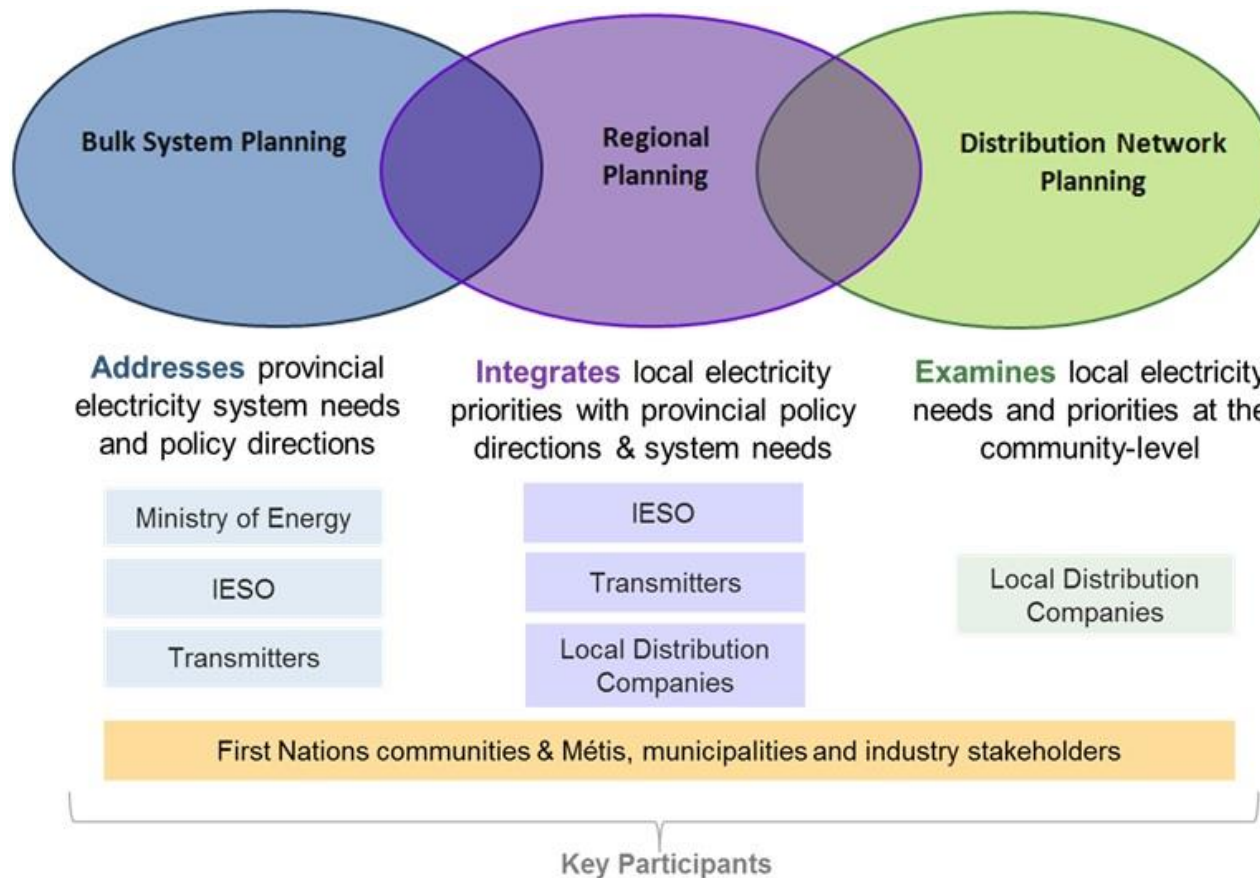 Bulk System Planning
Regional
Planning
Distribution Network
Planning
Addresses provincial
electricity system needs
and policy directions
Integrates local electricity
priorities with provincial policy
directions & system needs
Examines local electricity
needs and priorities at the
community-level
Ministry of Energy
IESO
Transmitters
IESO
Transmitters
Local Distribution
Companies
Local Distribution
Companies
First Nations communities & Métis, municipalities and industry stakeholders
Key Participants